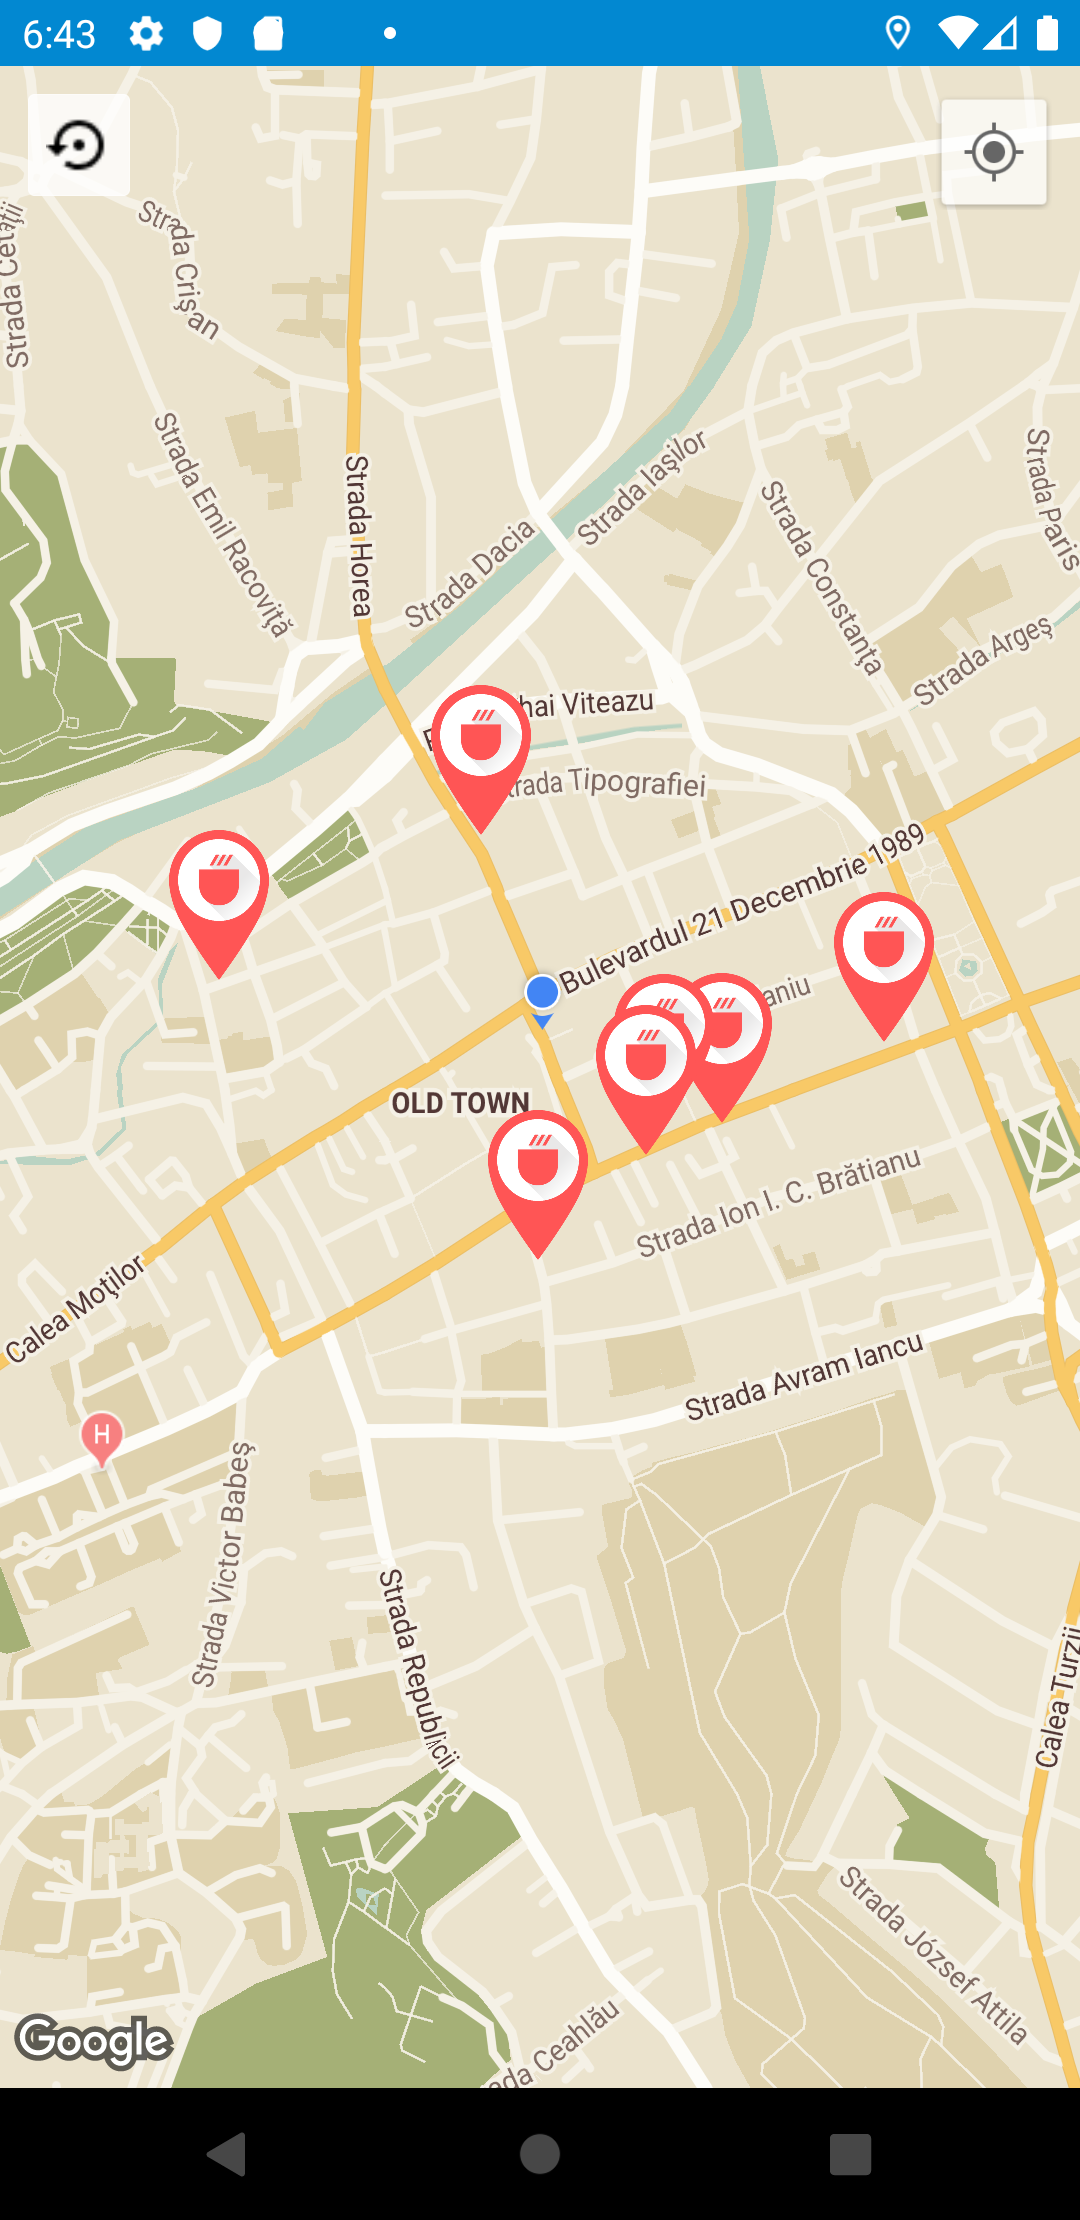 6:43
Strada Cetăţii
Strada Crişan
Strada Emil Racoviţă
Strada Horea
Strada Dacia
Strada Iaşilor
Strada Constanţa
Strada Paris
Strada Argeş
hai Viteazu
trada Tipografiei
Bulevardul 21 Decembrie 1989
aniu
OLD TOWN
Strada Ion I. C. Brătianu
Calea Moţilor
Strada Avram Iancu
H
Strada Victor Babeş
Strada Republicii
Calea Turzii
Strada József Attila
ada Ceahlău
Google